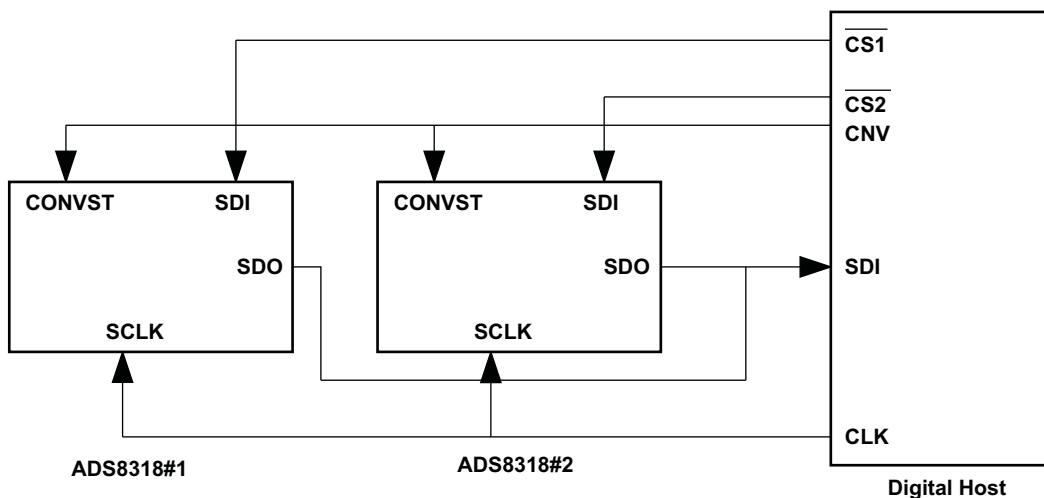 CS1
CS2
CNV
CONVST SDI
CONVST SDI
SDO
SDO
SDI
SCLK
SCLK
CLK
ADS8318#1
ADS8318#2
Digital Host